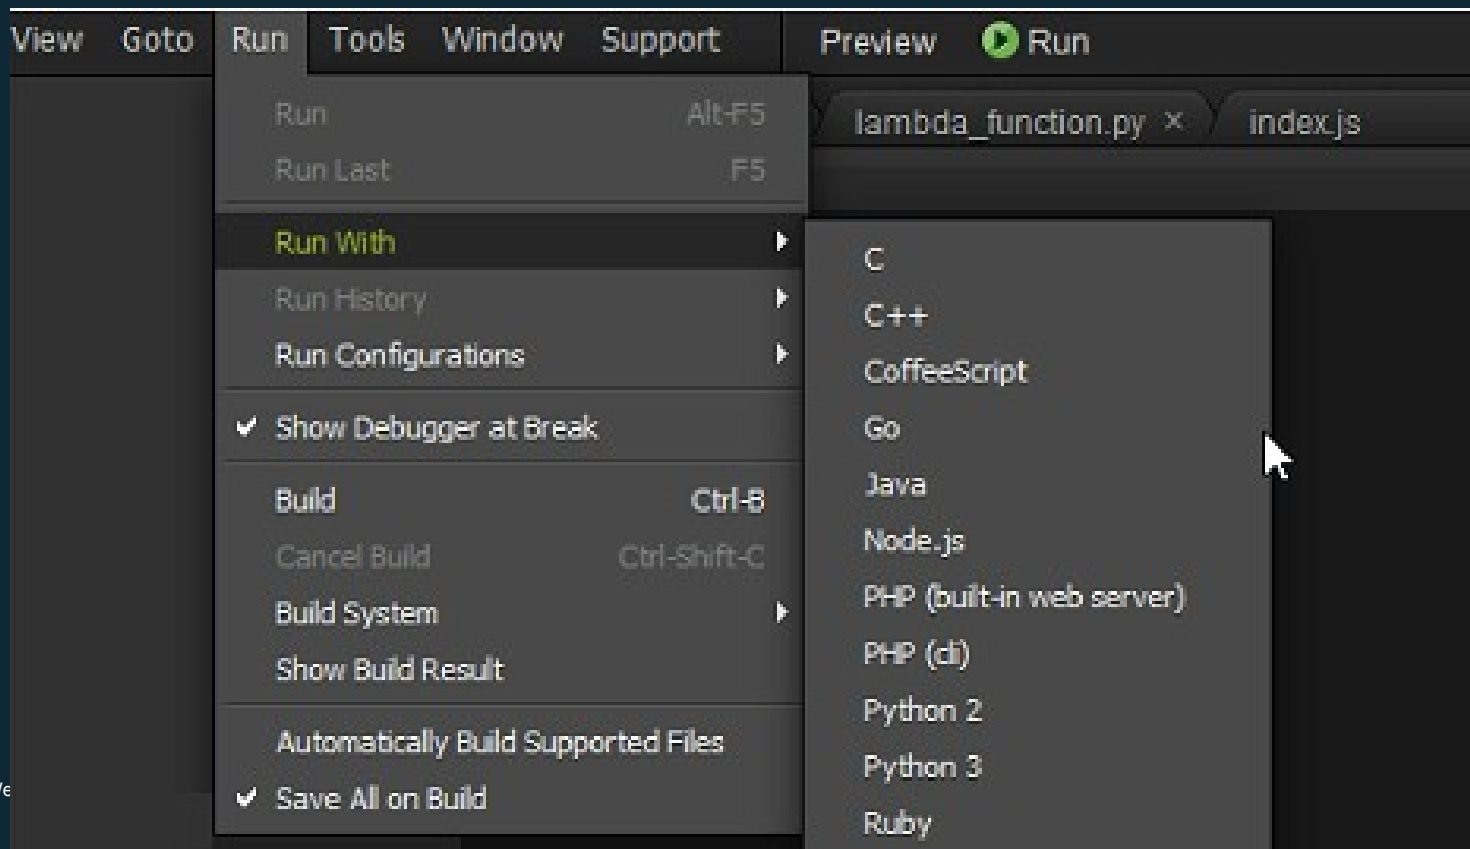 View Goto Run Tools Window Support Preview Run
lambda_function.py × index.js
Run Alt-F5
Run Last F5
Run With
Run History
Run Configurations
✔ Show Debugger at Break
Build Ctrl-B
Cancel Build Ctrl-Shift-C
Build System
Show Build Result
Automatically Build Supported Files
✔ Save All on Build
C
C++
CoffeeScript
Go
Java
Node.js
PHP (built-in web server)
PHP (cli)
Python 2
Python 3
Ruby